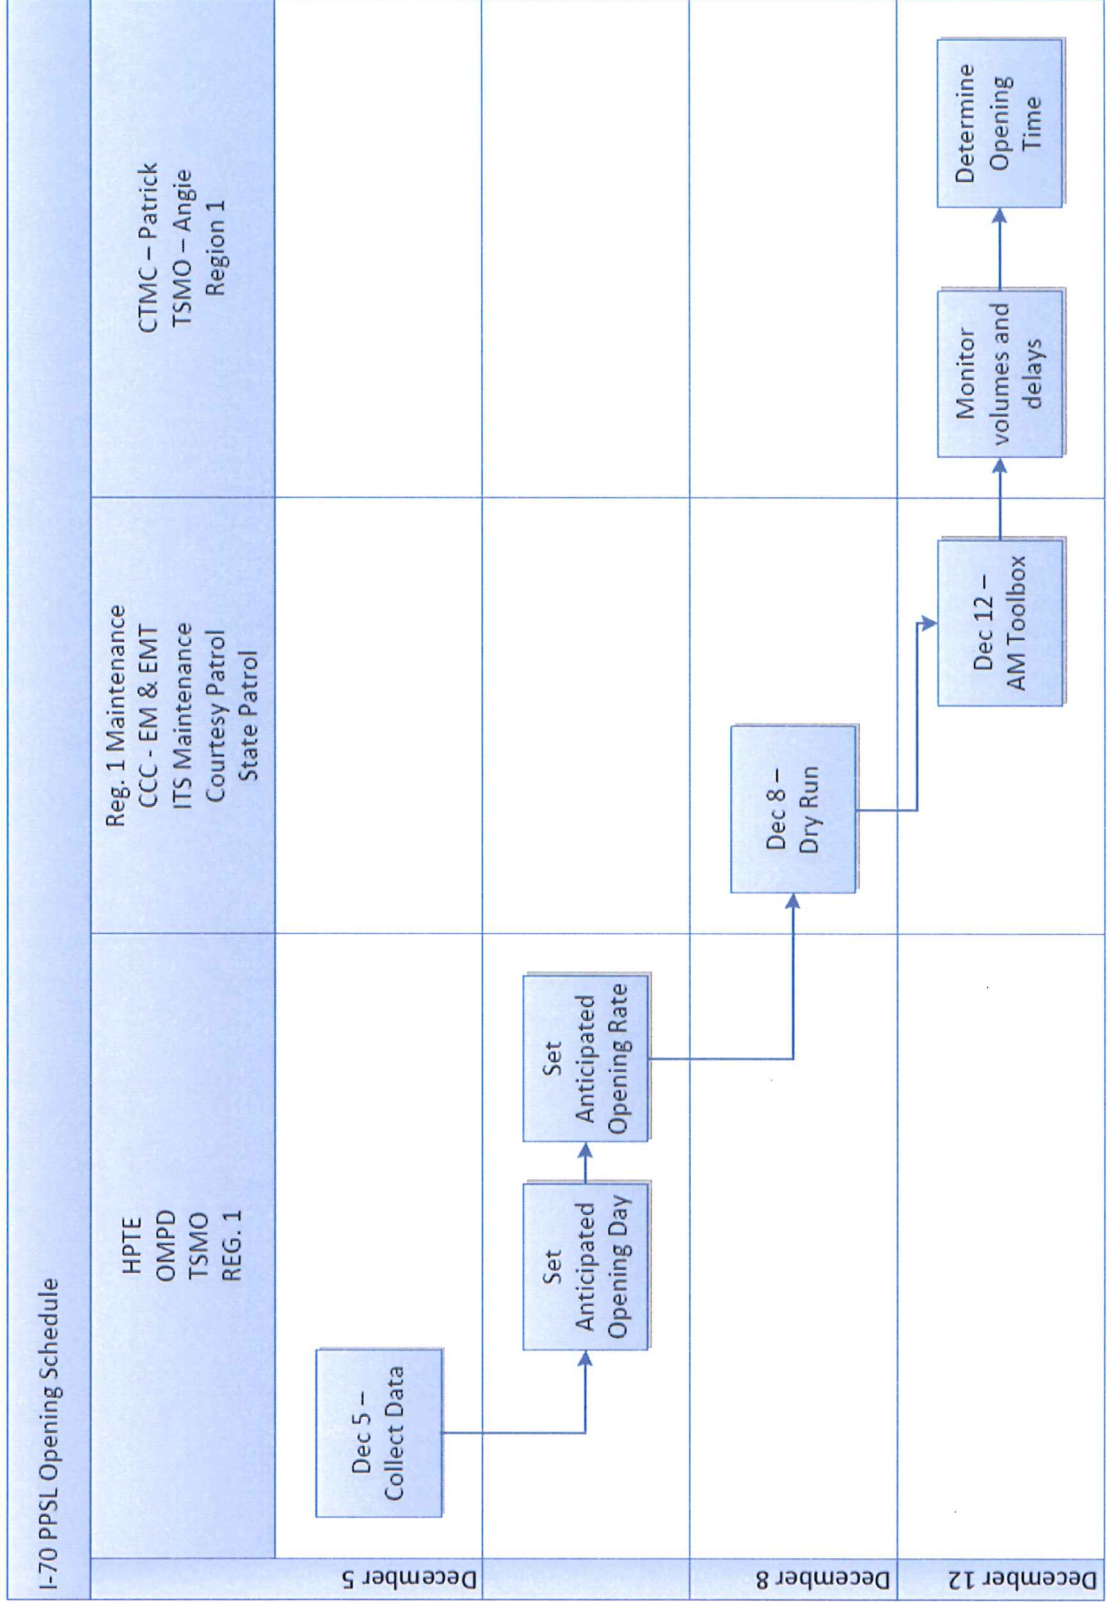 I-70 PPSL Opening Schedule
HPTE
OMPD
TSMO
REG. 1
Reg. 1 Maintenance
CCC - EM & EMT
ITS Maintenance
Courtesy Patrol
State Patrol
CTMC – Patrick
TSMO – Angie
Region 1
December 5
Dec 5 –
Collect Data
Set
Anticipated
Opening Day
Set
Anticipated
Opening Rate
December 8
Dec 8 –
Dry Run
December 12
Dec 12 –
AM Toolbox
Monitor
volumes and
delays
Determine
Opening
Time